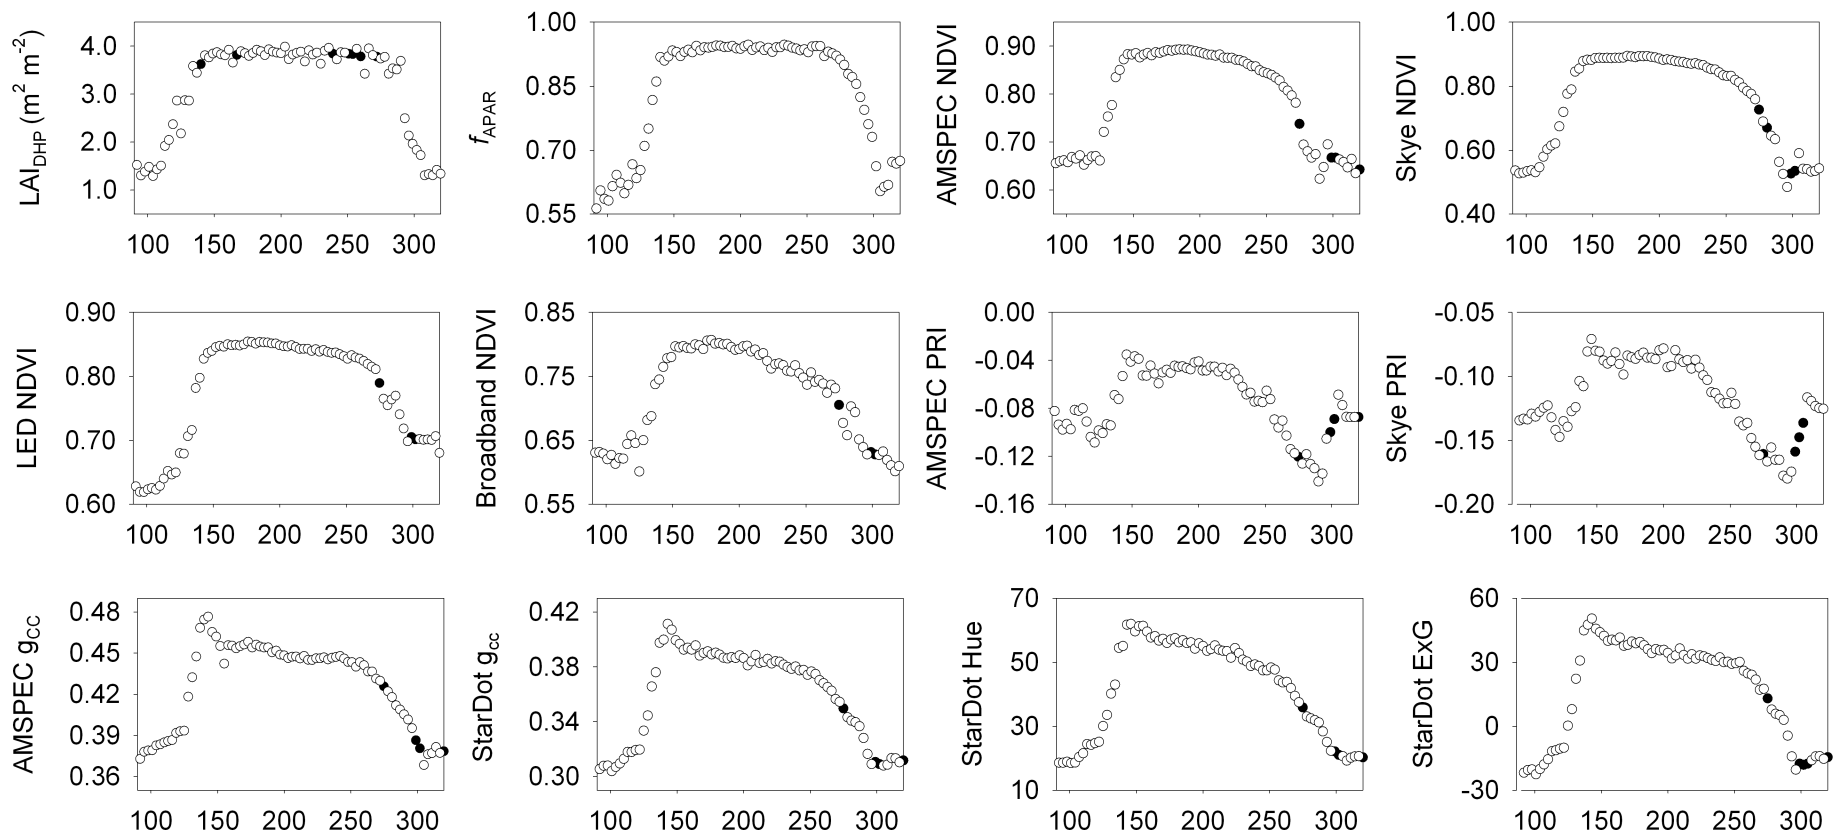 LAI_DHP (m² m⁻²)
4.0
3.0
2.0
1.0
100 150 200 250 300
f_APAR
1.00
0.85
0.70
0.55
100 150 200 250 300
AMSPEC NDVI
0.90
0.80
0.70
0.60
100 150 200 250 300
Skye NDVI
1.00
0.80
0.60
0.40
100 150 200 250 300
LED NDVI
0.90
0.80
0.70
0.60
100 150 200 250 300
Broadband NDVI
0.85
0.75
0.65
0.55
100 150 200 250 300
AMSPEC PRI
0.00
-0.04
-0.08
-0.12
-0.16
100 150 200 250 300
Skye PRI
-0.05
-0.10
-0.15
-0.20
100 150 200 250 300
AMSPEC g_CC
0.48
0.45
0.42
0.39
0.36
100 150 200 250 300
StarDot g_cc
0.42
0.38
0.34
0.30
100 150 200 250 300
StarDot Hue
70
50
30
10
100 150 200 250 300
StarDot ExG
60
30
0
-30
100 150 200 250 300